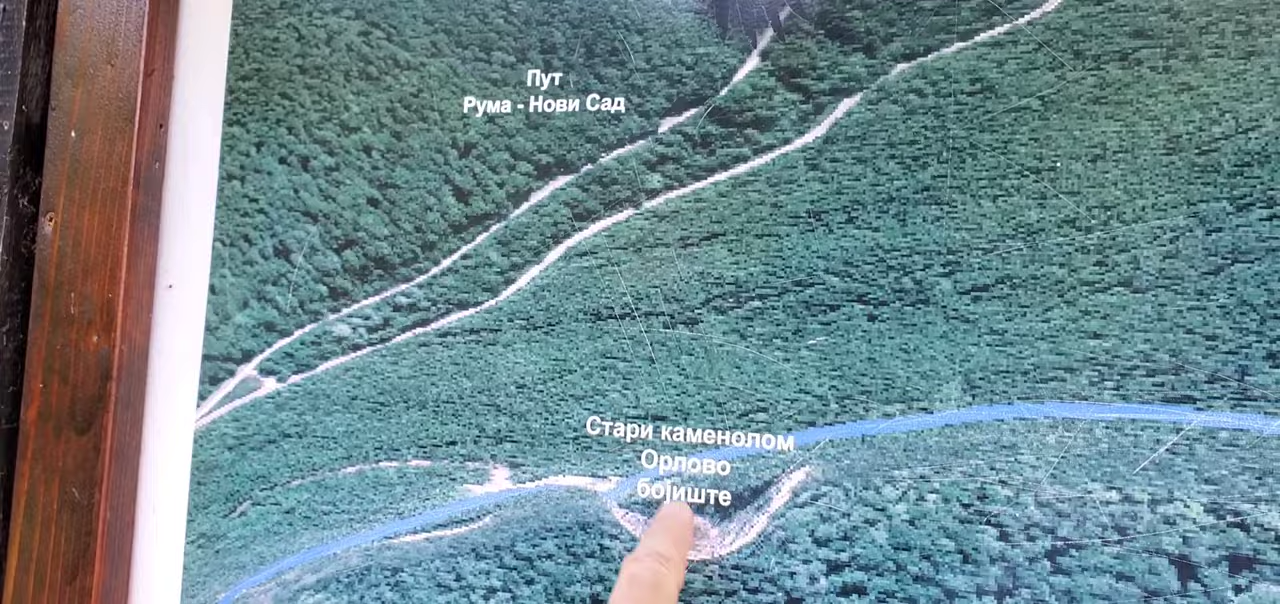 Пут
Рума - Нови Сад
Стари каменолом
Орлово
бојиште